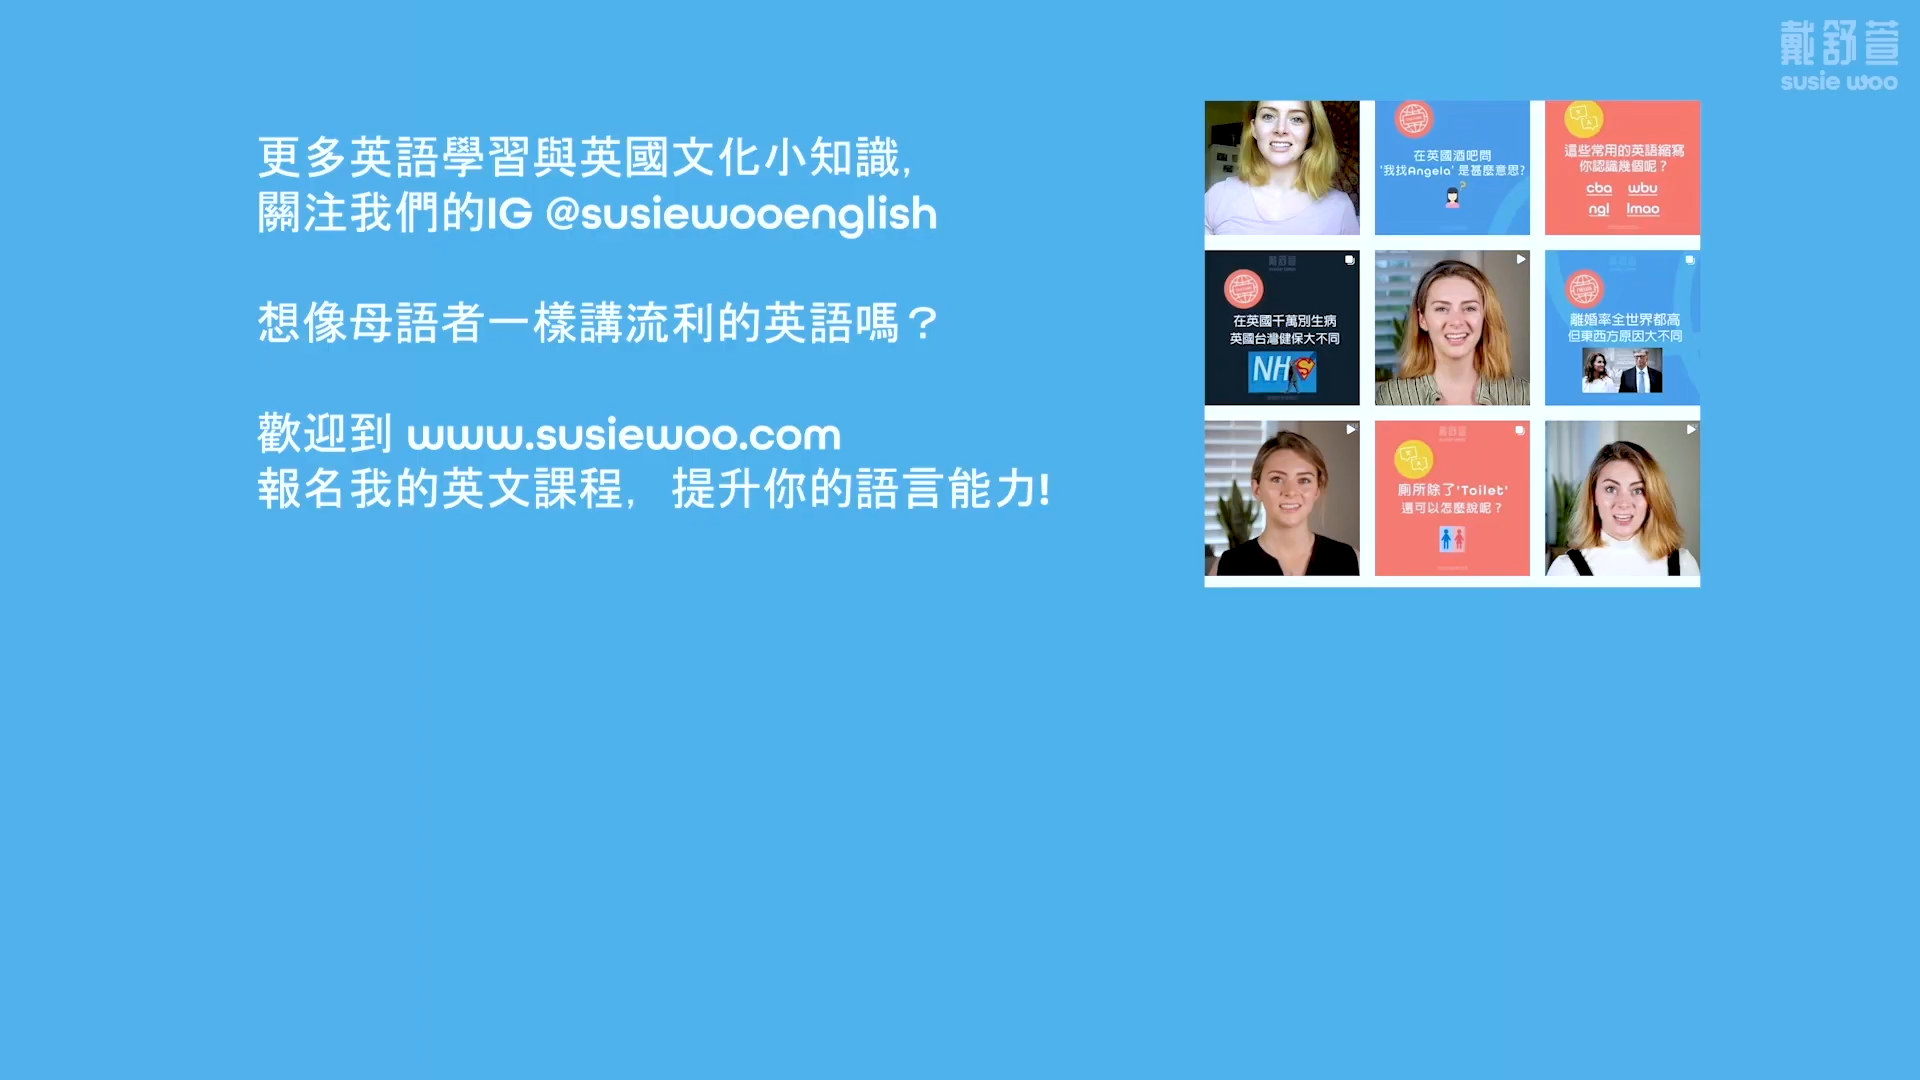 戴舒萱
susie woo
更多英語學習與英國文化小知識,
關注我們的IG @susiewooenglish
想像母語者一樣講流利的英語嗎？
歡迎到 www.susiewoo.com
報名我的英文課程, 提升你的語言能力!
在英國酒吧問
'我找Angela' 是甚麼意思?
這些常用的英語縮寫
你認識幾個呢？
cba wbu
ngl lmao
在英國千萬別生病
英國台灣健保大不同
NHS
離婚率全世界都高
但東西方原因大不同
廁所除了'Toilet'
還可以怎麼說呢？